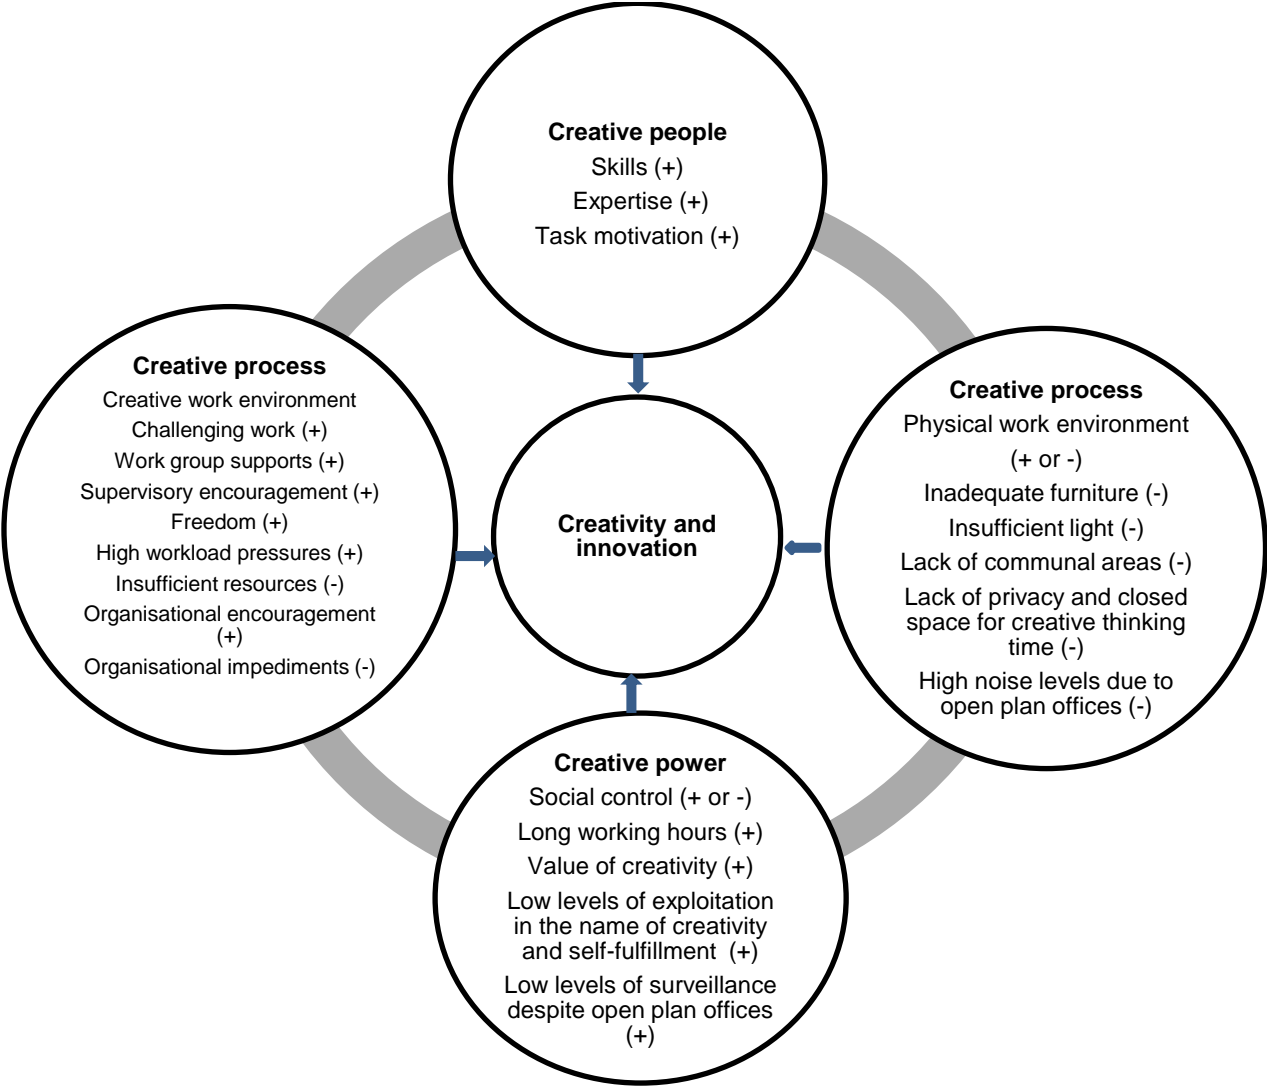 Creative people
Skills (+)
Expertise (+)
Task motivation (+)
Creative process
Creative work environment
Challenging work (+)
Work group supports (+)
Supervisory encouragement (+)
Freedom (+)
High workload pressures (+)
Insufficient resources (-)
Organisational encouragement
(+)
Organisational impediments (-)
Creativity and
innovation
Creative process
Physical work environment
(+ or -)
Inadequate furniture (-)
Insufficient light (-)
Lack of communal areas (-)
Lack of privacy and closed
space for creative thinking
time (-)
High noise levels due to
open plan offices (-)
Creative power
Social control (+ or -)
Long working hours (+)
Value of creativity (+)
Low levels of exploitation
in the name of creativity
and self-fulfillment  (+)
Low levels of surveillance
despite open plan offices
(+)